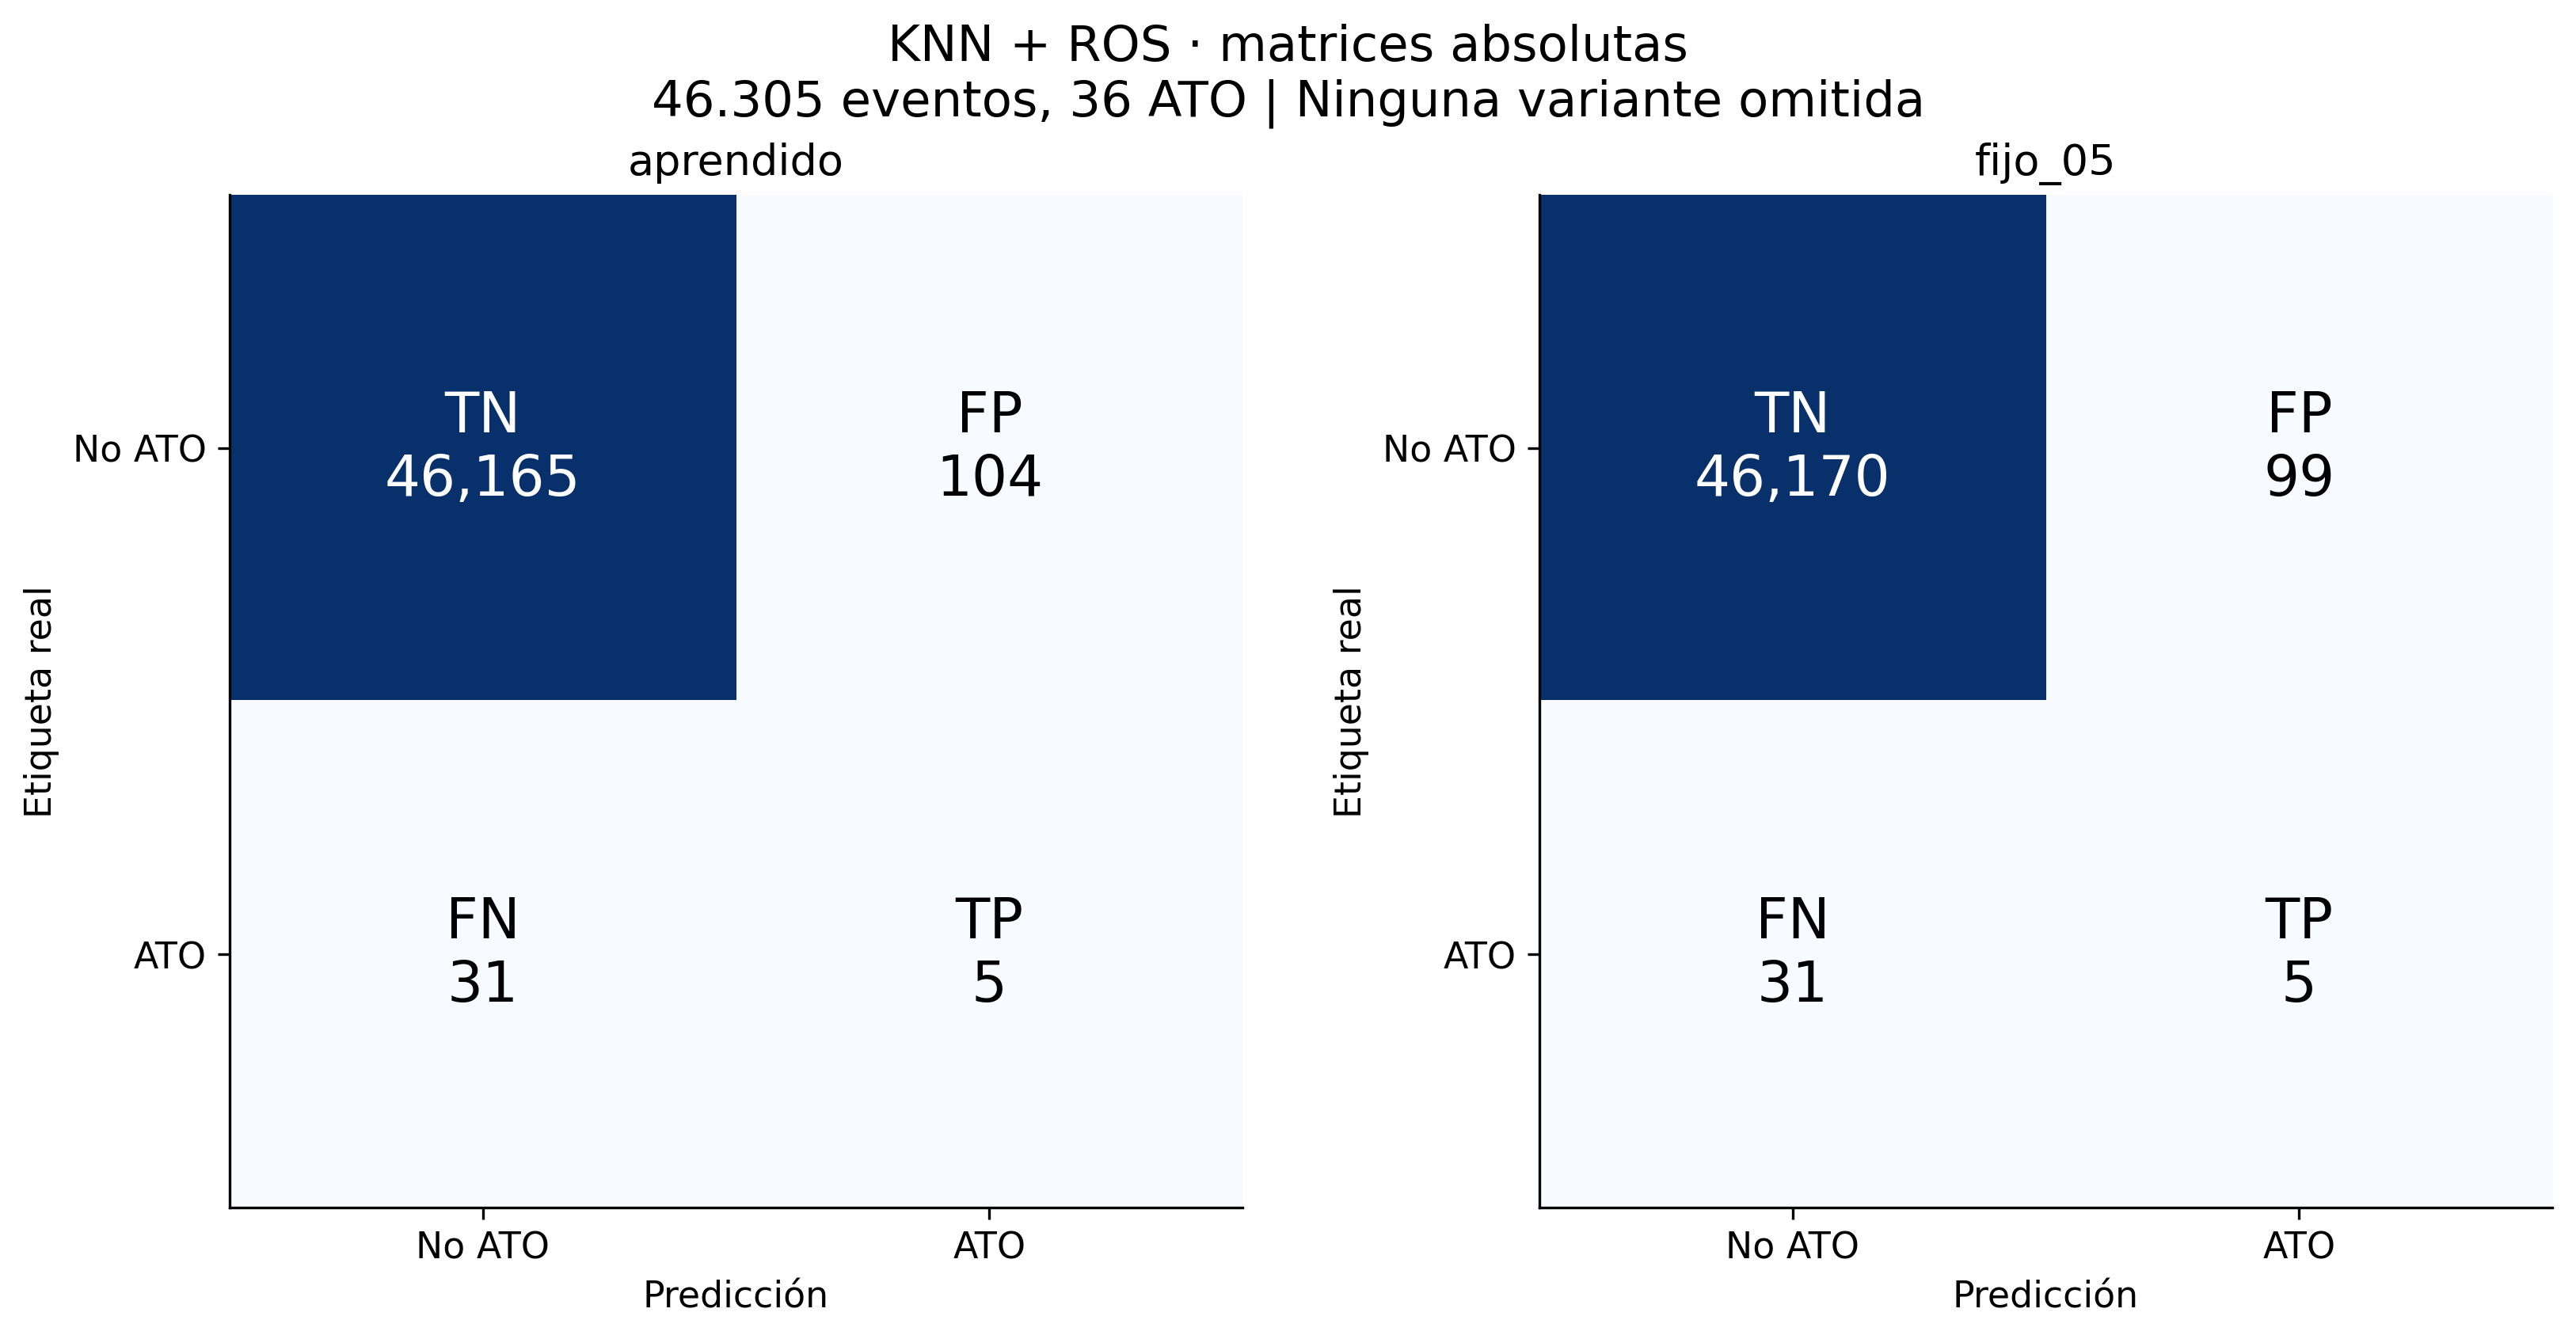 KNN + ROS · matrices absolutas
46.305 eventos, 36 ATO | Ninguna variante omitida
aprendido
Etiqueta real
No ATO
ATO
TN
46,165
FP
104
FN
31
TP
5
No ATO
ATO
Predicción
fijo_05
Etiqueta real
No ATO
ATO
TN
46,170
FP
99
FN
31
TP
5
No ATO
ATO
Predicción